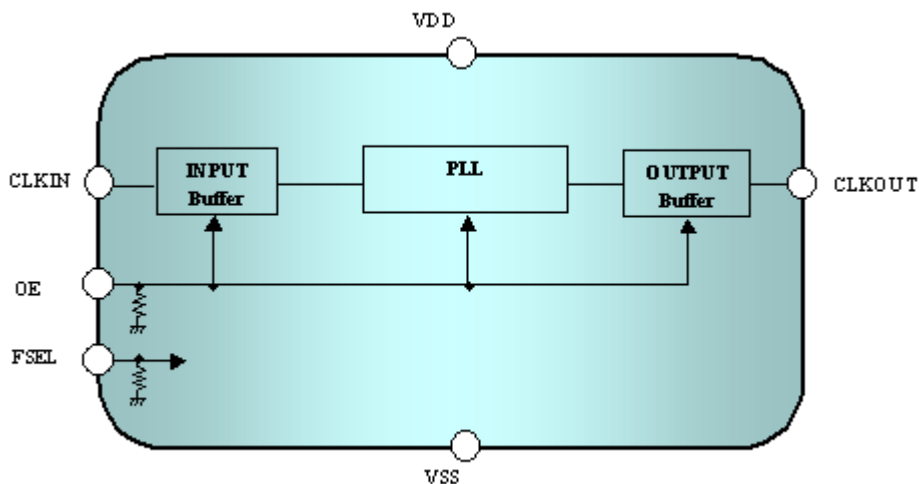 VDD
CLKIN
INPUT
Buffer
PLL
OUTPUT
Buffer
CLKOUT
OE
FSEL
VSS